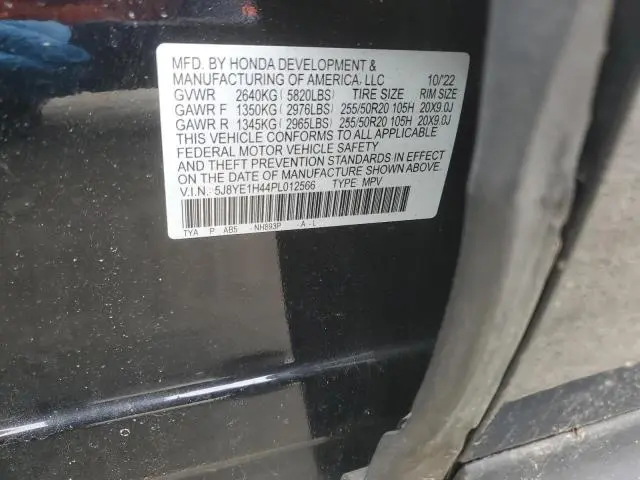 MFD. BY HONDA DEVELOPMENT &
MANUFACTURING OF AMERICA, LLC 10/'22
GVWR 2640KG(5820LBS) TIRE SIZE RIM SIZE
GAWR F 1350KG(2976LBS) 255/50R20 105H 20X9.0J
GAWR R 1345KG(2965LBS) 255/50R20 105H 20X9.0J
THIS VEHICLE CONFORMS TO ALL APPLICABLE
FEDERAL MOTOR VEHICLE SAFETY
AND THEFT PREVENTION STANDARDS IN EFFECT
ON THE DATE OF MANUFACTURE SHOWN ABOVE.
V.I.N.: 5J8YE1H44PL012566 TYPE MPV
TYA P AB5 -NH893P -A-L